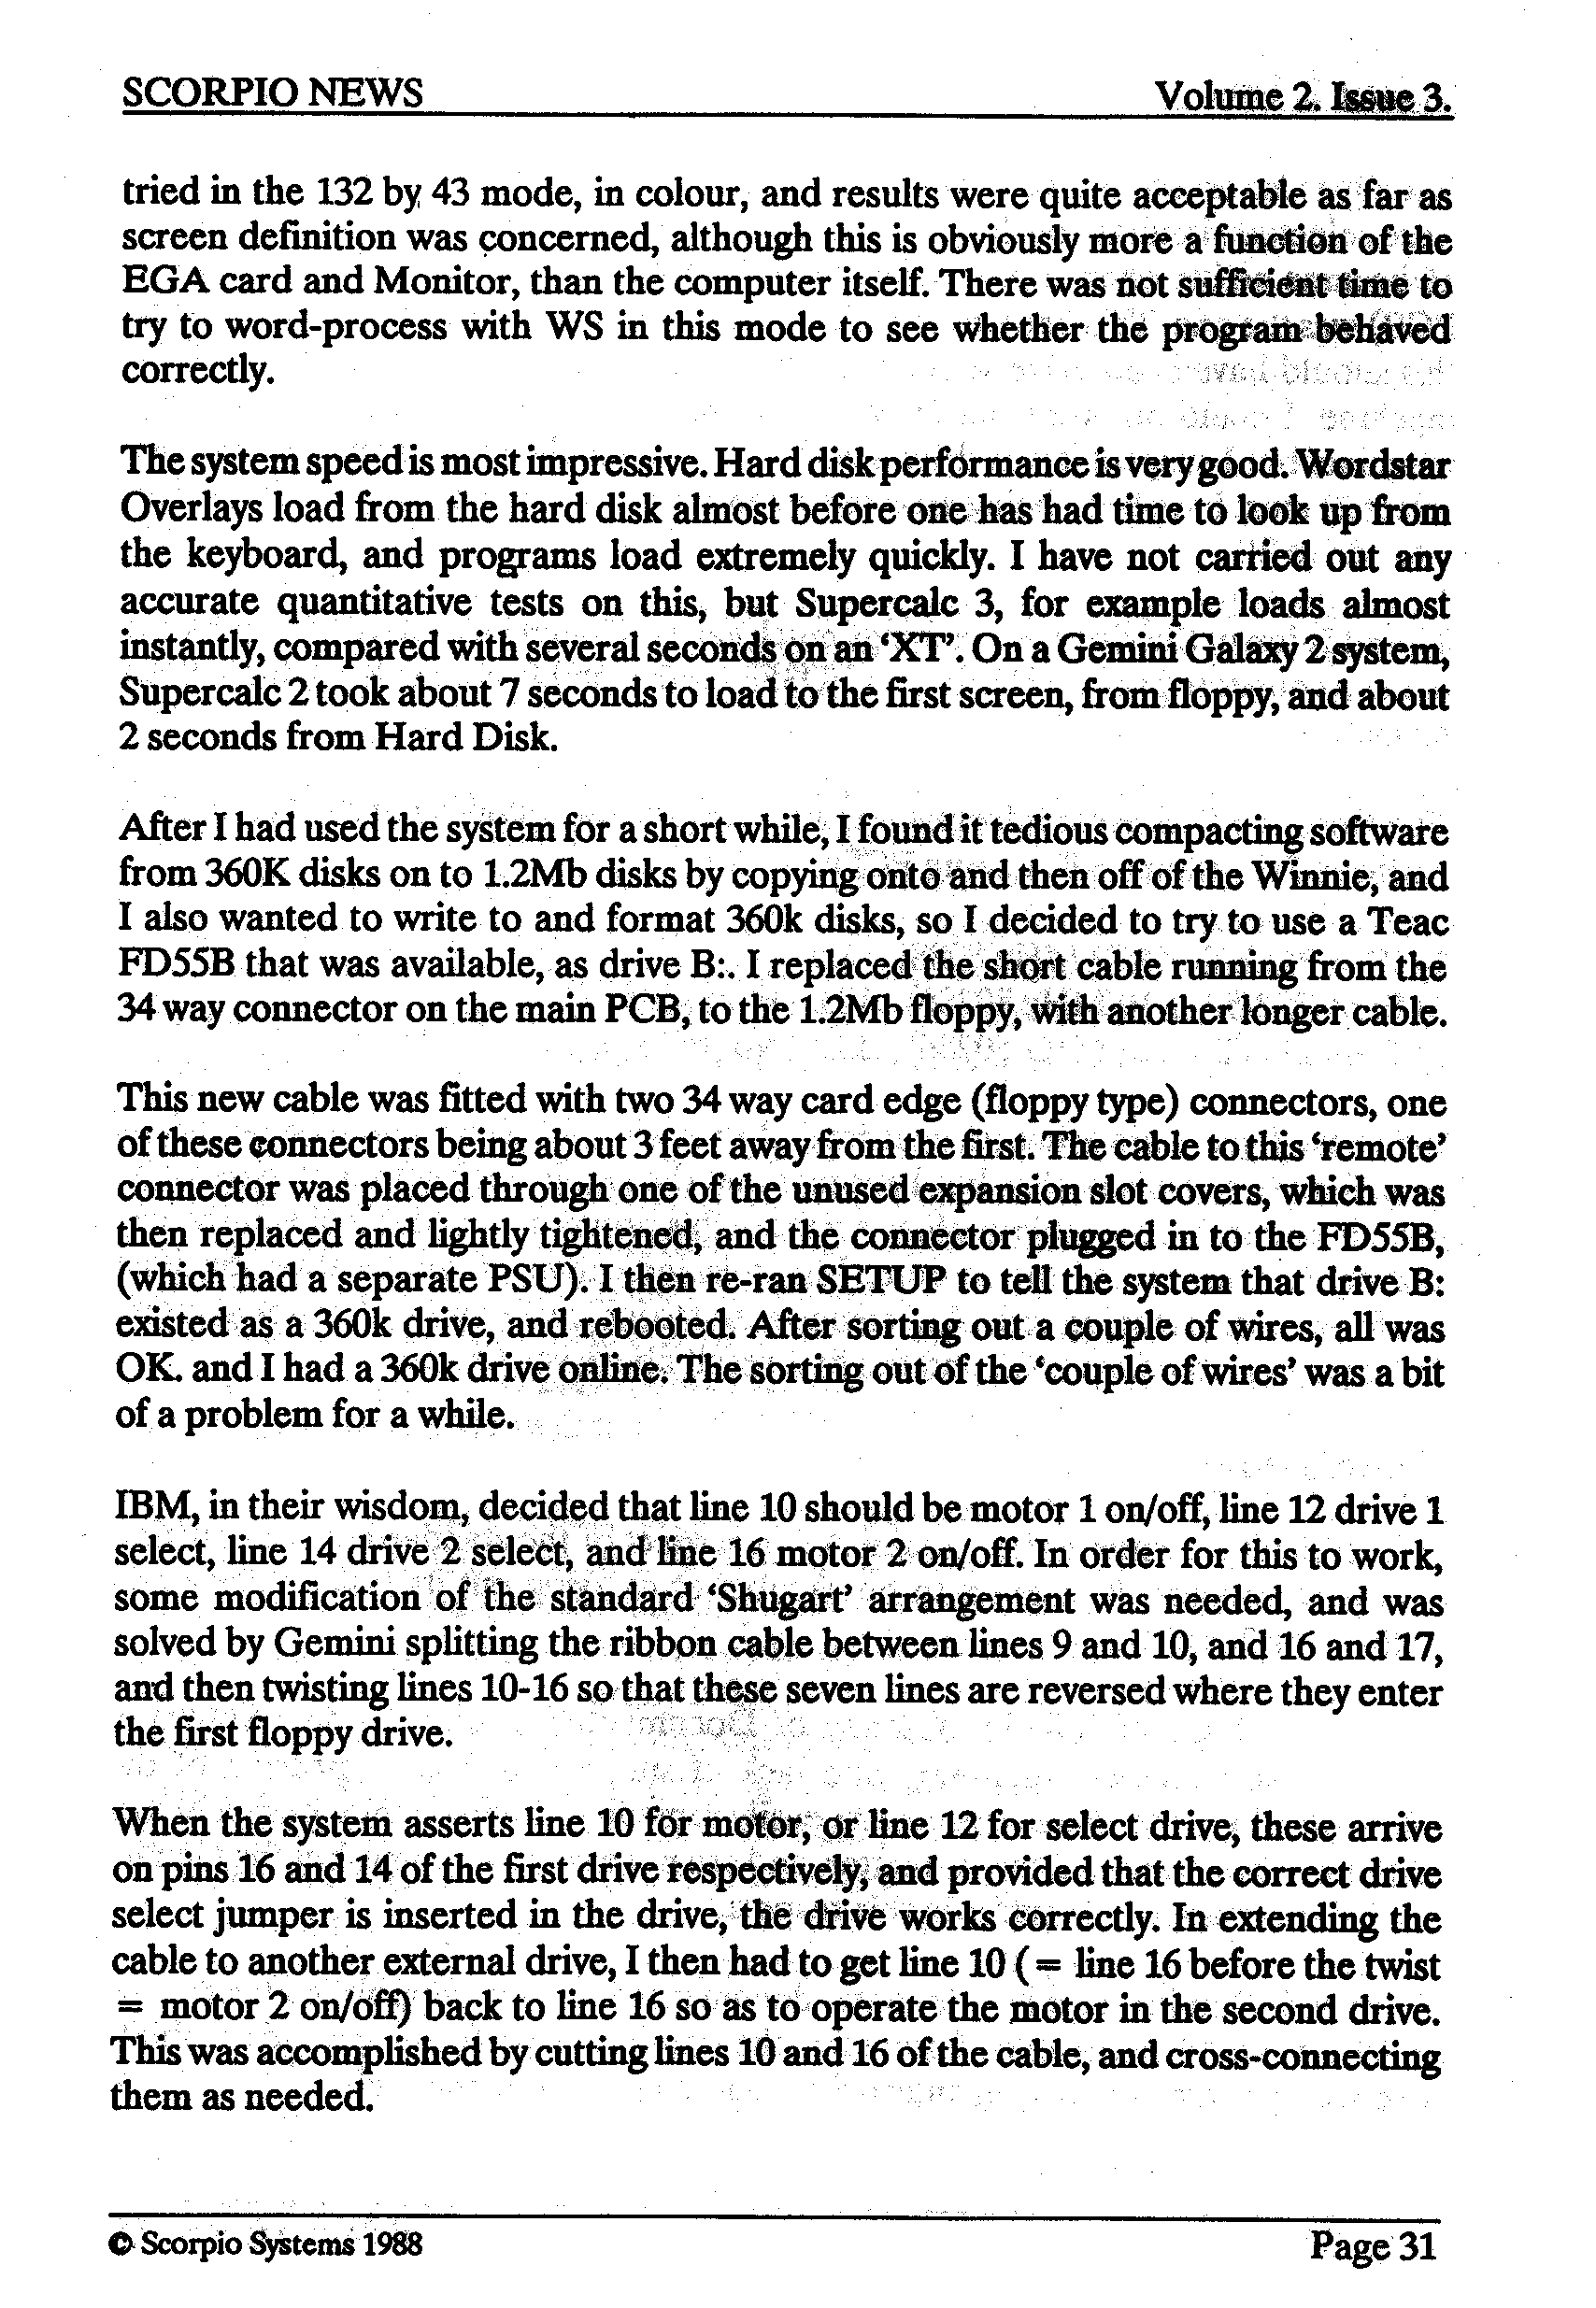 SCORPIO NEWS Volume 2. Issue 3.
tried in the 132 by 43 mode, in colour, and results were quite acceptable as far as
screen definition was concerned, although this is obviously more a function of the
EGA card and Monitor, than the computer itself. There was not sufficient time to
try to word-process with WS in this mode to see whether the program behaved
correctly.
The system speed is most impressive. Hard disk performance is very good. Wordstar
Overlays load from the hard disk almost before one has had time to look up from
the keyboard, and programs load extremely quickly. I have not carried out any
accurate quantitative tests on this, but Supercalc 3, for example loads almost
instantly, compared with several seconds on an ‘XT’. On a Gemini Galaxy 2 system,
Supercalc 2 took about 7 seconds to load to the first screen, from floppy, and about
2 seconds from Hard Disk.
After I had used the system for a short while, I found it tedious compacting software
from 360K disks on to 1.2Mb disks by copying onto and then off of the Winnie, and
I also wanted to write to and format 360k disks, so I decided to try to use a Teac
FD55B that was available, as drive B:. I replaced the short cable running from the
34 way connector on the main PCB, to the 1.2Mb floppy, with another longer cable.
This new cable was fitted with two 34 way card edge (floppy type) connectors, one
of these connectors being about 3 feet away from the first. The cable to this ‘remote’
connector was placed through one of the unused expansion slot covers, which was
then replaced and lightly tightened, and the connector plugged in to the FD55B,
(which had a separate PSU). I then re-ran SETUP to tell the system that drive B:
existed as a 360k drive, and rebooted. After sorting out a couple of wires, all was
OK. and I had a 360k drive online. The sorting out of the ‘couple of wires’ was a bit
of a problem for a while.
IBM, in their wisdom, decided that line 10 should be motor 1 on/off, line 12 drive 1
select, line 14 drive 2 select, and line 16 motor 2 on/off. In order for this to work,
some modification of the standard ‘Shugart’ arrangement was needed, and was
solved by Gemini splitting the ribbon cable between lines 9 and 10, and 16 and 17,
and then twisting lines 10-16 so that these seven lines are reversed where they enter
the first floppy drive.
When the system asserts line 10 for motor, or line 12 for select drive, these arrive
on pins 16 and 14 of the first drive respectively, and provided that the correct drive
select jumper is inserted in the drive, the drive works correctly. In extending the
cable to another external drive, I then had to get line 10 ( = line 16 before the twist
= motor 2 on/off) back to line 16 so as to operate the motor in the second drive.
This was accomplished by cutting lines 10 and 16 of the cable, and cross-connecting
them as needed.
© Scorpio Systems 1988 Page 31